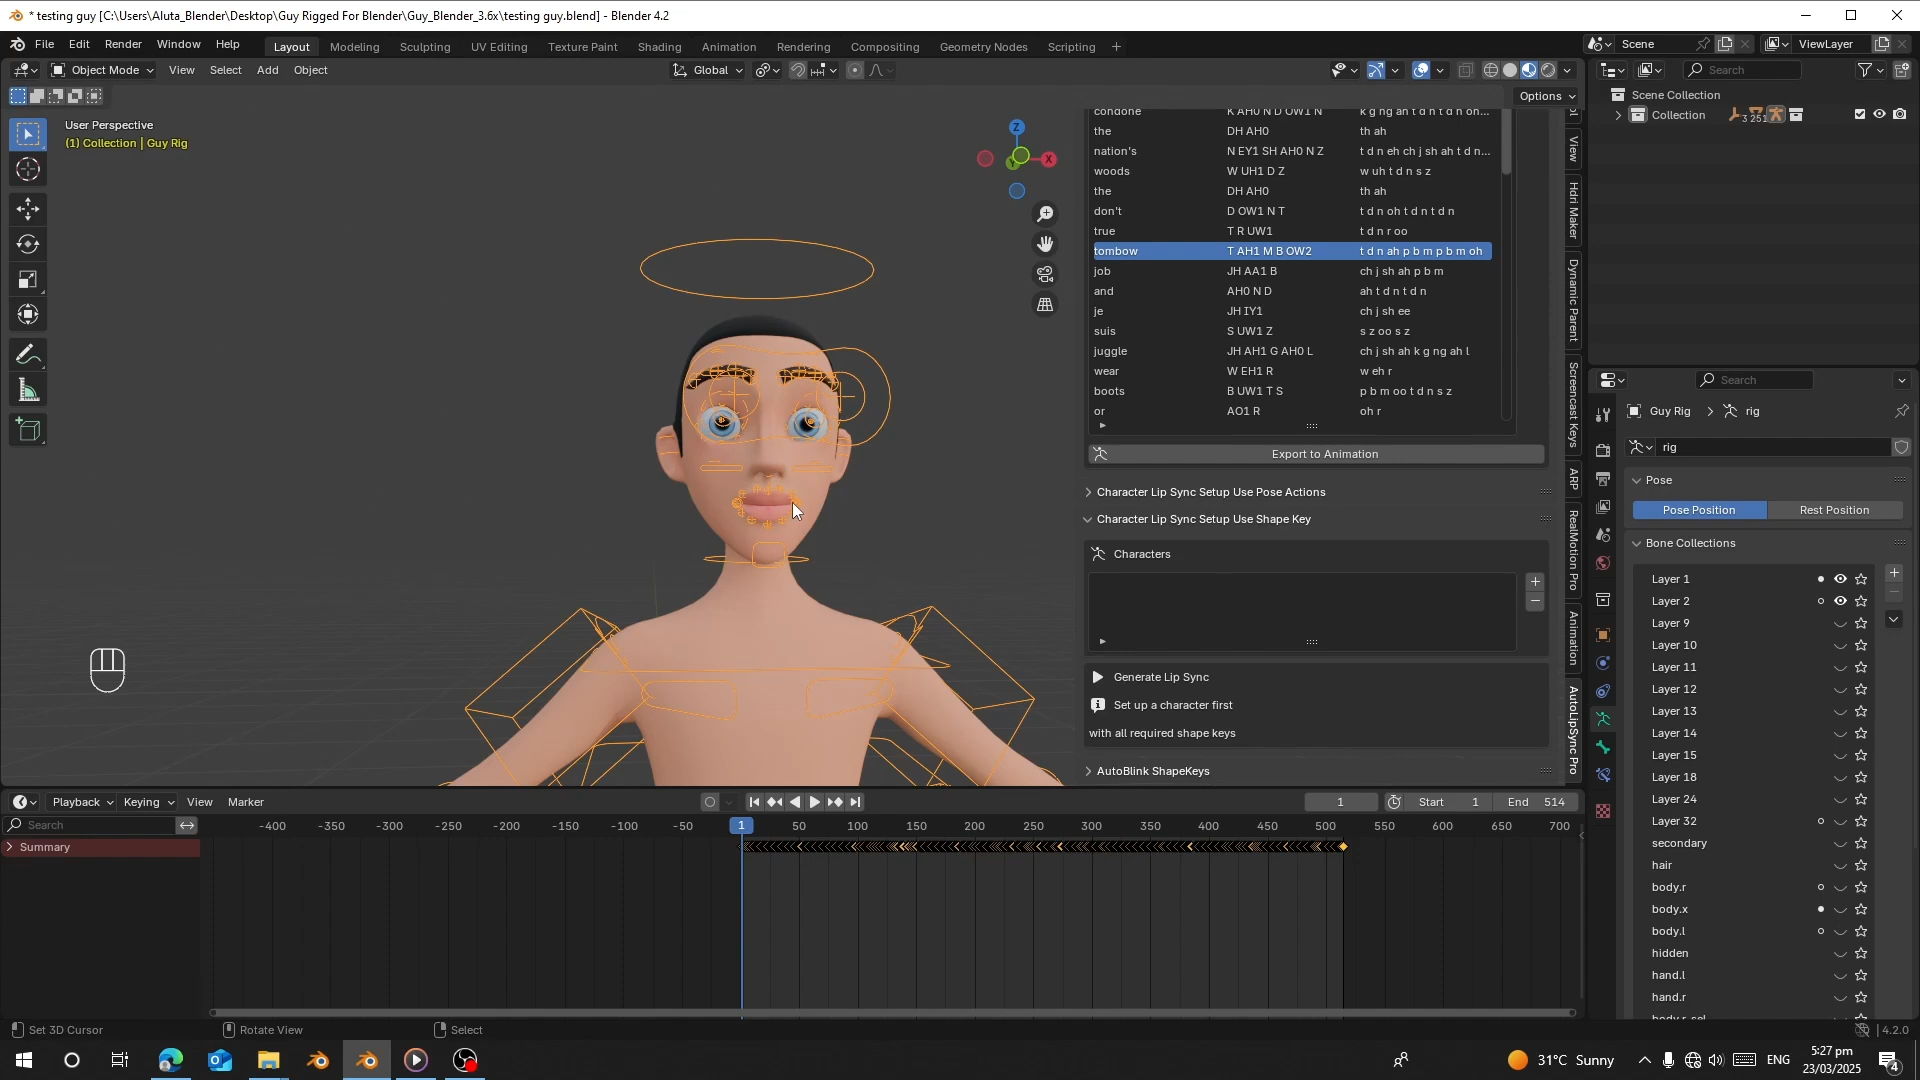 * testing guy [C:\Users\Aluta_Blender\Desktop\Guy Rigged For Blender\Guy_Blender_3.6x\testing guy.blend] - Blender 4.2
File Edit Render Window Help
Layout Modeling Sculpting UV Editing Texture Paint Shading Animation Rendering Compositing Geometry Nodes Scripting +
Scene ViewLayer
Object Mode View Select Add Object
Global
Search
Options
User Perspective
(1) Collection | Guy Rig
Z
X
Y
Scene Collection
Collection 3 251
condone K AH0 N D OW1 N k g ng ah t d n t d n oh...
the DH AH0 th ah
nation's N EY1 SH AH0 N Z t d n eh ch j sh ah t d n...
woods W UH1 D Z w uh t d n s z
the DH AH0 th ah
don't D OW1 N T t d n oh t d n t d n
true T R UW1 t d n r oo
tombow T AH1 M B OW2 t d n ah p b m p b m oh
job JH AA1 B ch j sh ah p b m
and AH0 N D ah t d n t d n
je JH IY1 ch j sh ee
suis S UW1 Z s z oo s z
juggle JH AH1 G AH0 L ch j sh ah k g ng ah l
wear W EH1 R w eh r
boots B UW1 T S p b m oo t d n s z
or AO1 R oh r
Export to Animation
Character Lip Sync Setup Use Pose Actions
Character Lip Sync Setup Use Shape Key
Characters
Generate Lip Sync
Set up a character first
with all required shape keys
AutoBlink ShapeKeys
View
Hdri Maker
Dynamic Parent
Screencast Keys
ARP
RealMotion Pro
Animation
AutoLipSync Pro
Search
Guy Rig > rig
rig
Pose
Pose Position Rest Position
Bone Collections
Layer 1
Layer 2
Layer 9
Layer 10
Layer 11
Layer 12
Layer 13
Layer 14
Layer 15
Layer 18
Layer 24
Layer 32
secondary
hair
body.r
body.x
body.l
hidden
hand.l
hand.r
body.r_sel
Playback Keying View Marker
1 Start 1 End 514
Search
-400 -350 -300 -250 -200 -150 -100 -50 1 50 100 150 200 250 300 350 400 450 500 550 600 650 700
Summary
Set 3D Cursor Rotate View Select
4.2.0
31°C Sunny
ENG
5:27 pm
23/03/2025
4